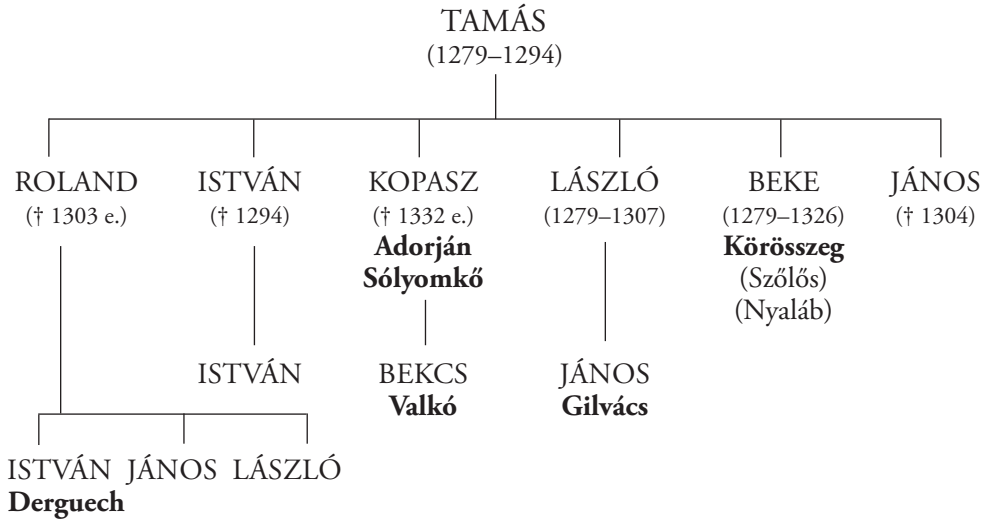 TAMÁS
(1279–1294)
ROLAND ISTVÁN KOPASZ LÁSZLÓ BEKE JÁNOS
(† 1303 e.) († 1294) († 1332 e.) (1279–1307) (1279–1326) († 1304)
Adorján Körösszeg
Sólyomkő (Szőlős)
(Nyaláb)
ISTVÁN BEKCS JÁNOS
Valkó Gilvács
ISTVÁN JÁNOS LÁSZLÓ
Derguech